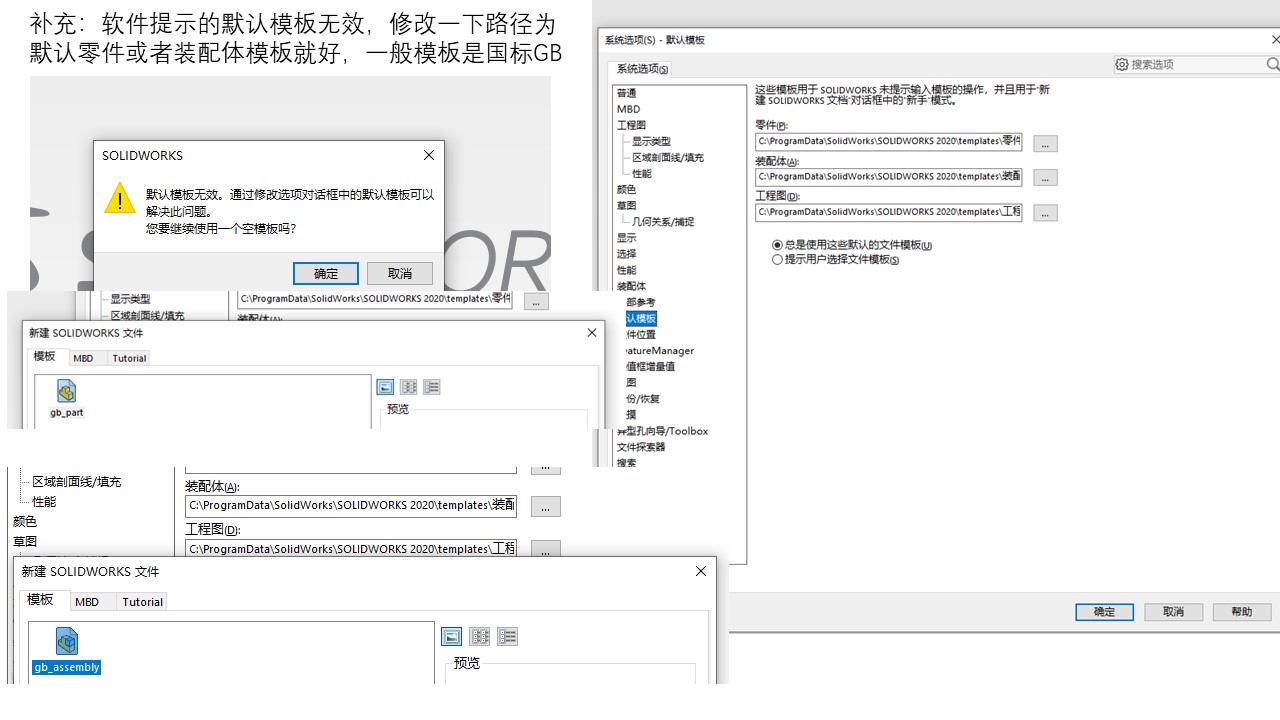 补充：软件提示的默认模板无效，修改一下路径为
默认零件或者装配体模板就好，一般模板是国标GB
SOLIDWORKS
默认模板无效。通过修改选项对话框中的默认模板可以
解决此问题。
您要继续使用一个空模板吗?
确定
取消
显示类型
区域剖面线/填充
C:\ProgramData\SolidWorks\SOLIDWORKS 2020\templates\零件
...
装配体(A):
新建 SOLIDWORKS 文件
模板
MBD
Tutorial
gb_part
预览
区域剖面线/填充
性能
颜色
草图
...
装配体(A):
C:\ProgramData\SolidWorks\SOLIDWORKS 2020\templates\装配
...
工程图(D):
C:\ProgramData\SolidWorks\SOLIDWORKS 2020\templates\工程
...
新建 SOLIDWORKS 文件
模板
MBD
Tutorial
gb_assembly
预览
系统选项(S) - 默认模板
系统选项(S)
搜索选项
普通
MBD
工程图
显示类型
区域剖面线/填充
性能
颜色
草图
几何关系/捕捉
显示
选择
性能
装配体
部参考
认模板
件位置
eatureManager
值框增量值
图
份/恢复
摸
异型孔向导/Toolbox
文件探索器
搜索
这些模板用于 SOLIDWORKS 未提示输入模板的操作，并且用于“新
建 SOLIDWORKS 文档”对话框中的“新手”模式。
零件(P):
C:\ProgramData\SolidWorks\SOLIDWORKS 2020\templates\零件
...
装配体(A):
C:\ProgramData\SolidWorks\SOLIDWORKS 2020\templates\装配
...
工程图(D):
C:\ProgramData\SolidWorks\SOLIDWORKS 2020\templates\工程
...
总是使用这些默认的文件模板(U)
提示用户选择文件模板(S)
确定
取消
帮助